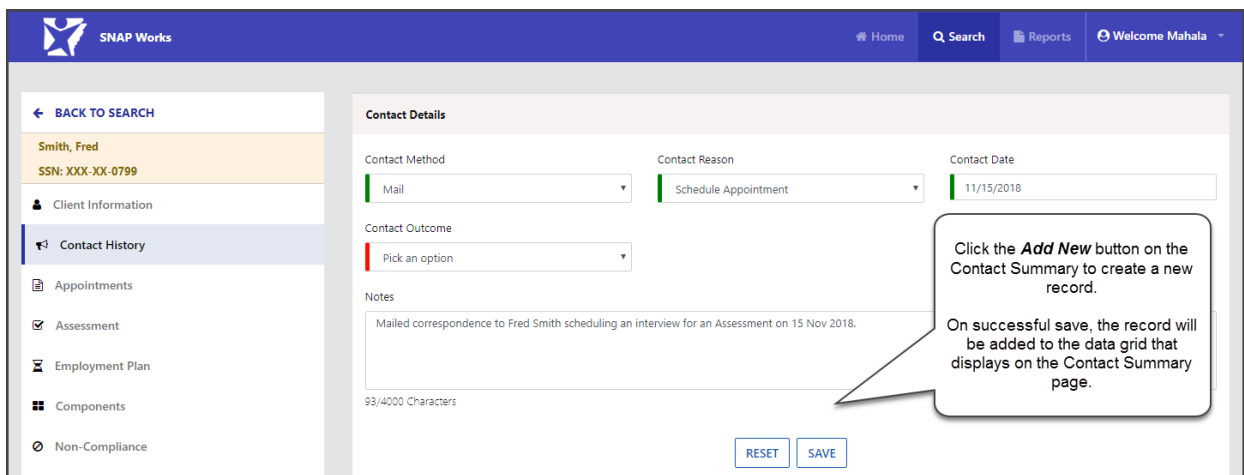 SNAP Works
Home
Search
Reports
Welcome Mahala
BACK TO SEARCH
Smith, Fred
SSN: XXX-XX-0799
Client Information
Contact History
Appointments
Assessment
Employment Plan
Components
Non-Compliance
Contact Details
Contact Method
Contact Reason
Contact Date
Mail
Schedule Appointment
11/15/2018
Contact Outcome
Pick an option
Notes
Mailed correspondence to Fred Smith scheduling an interview for an Assessment on 15 Nov 2018.
93/4000 Characters
RESET
SAVE
Click the Add New button on the
Contact Summary to create a new
record.
On successful save, the record will
be added to the data grid that
displays on the Contact Summary
page.